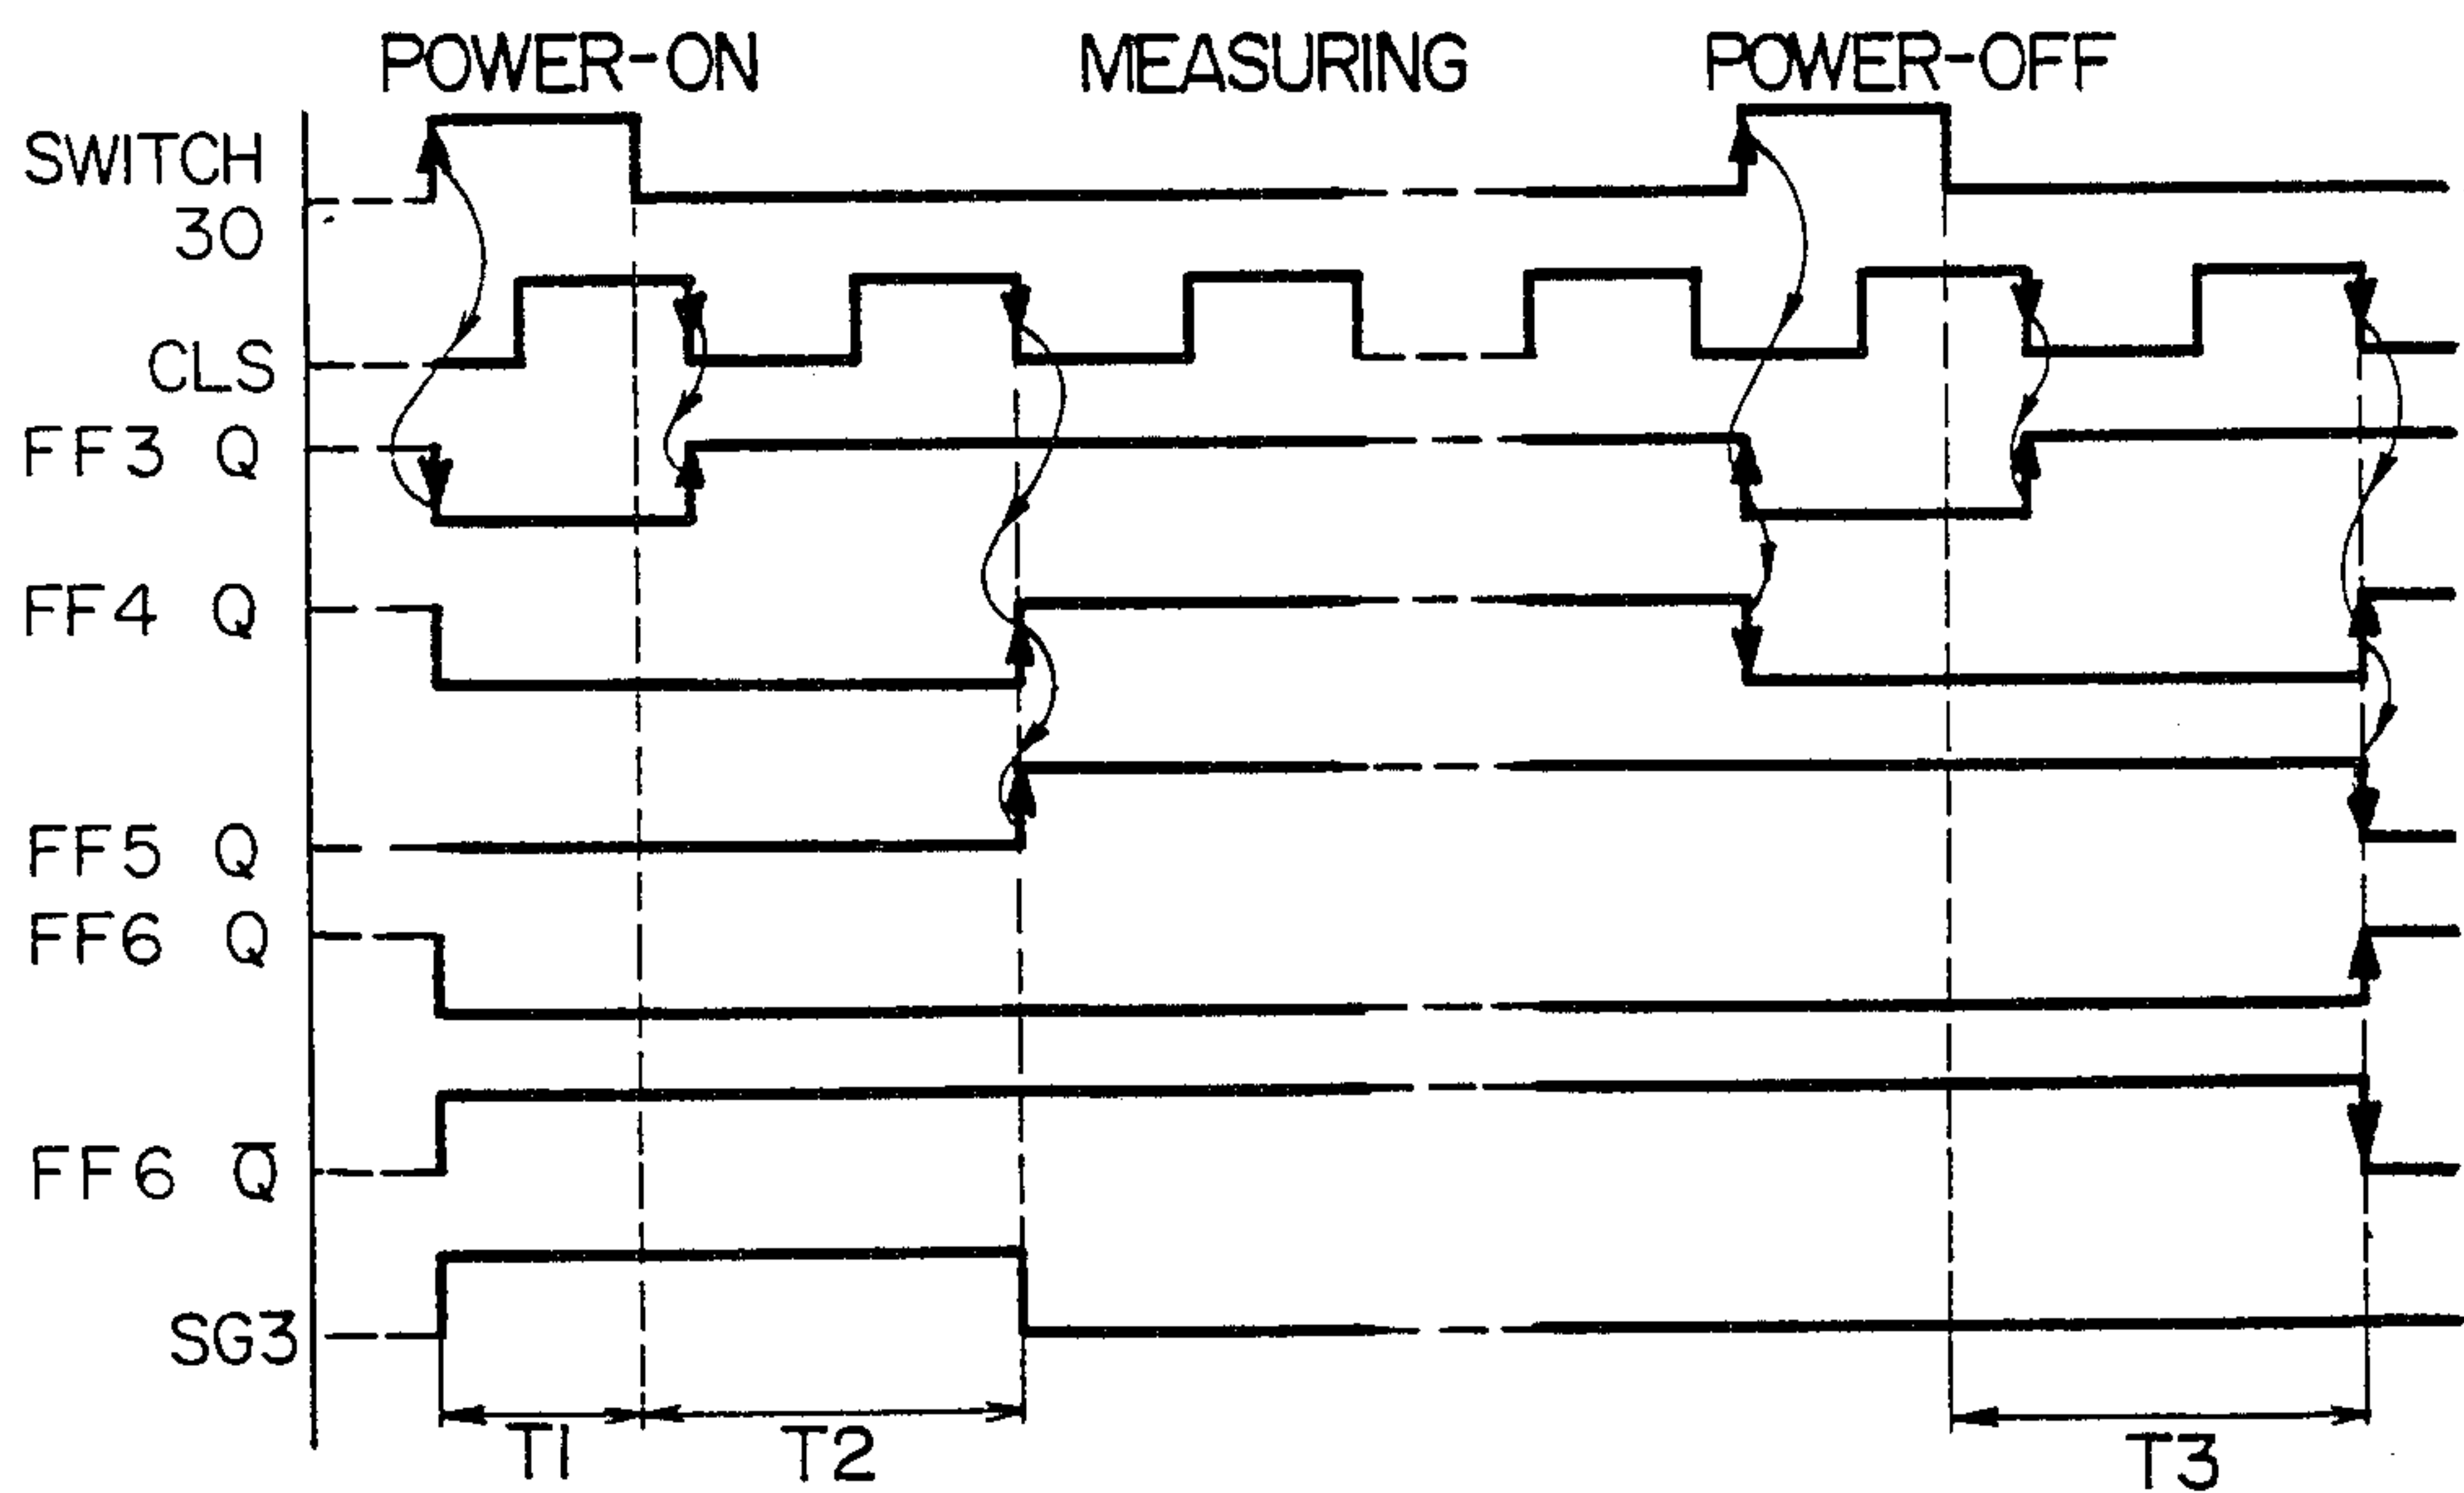 POWER-ON MEASURING POWER-OFF
SWITCH
30
CLS
FF3 Q
FF4 Q
FF5 Q
FF6 Q
FF6 Q̅
SG3
T1 T2 T3